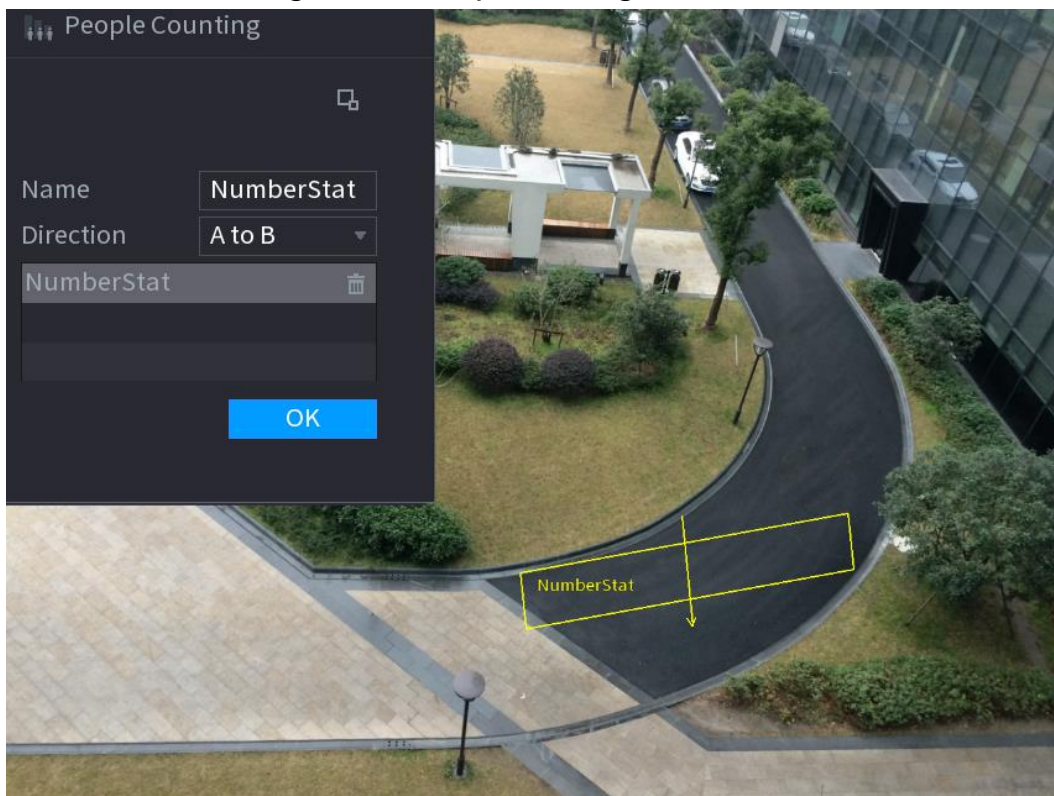 People Counting
Name NumberStat
Direction A to B
NumberStat
OK
NumberStat